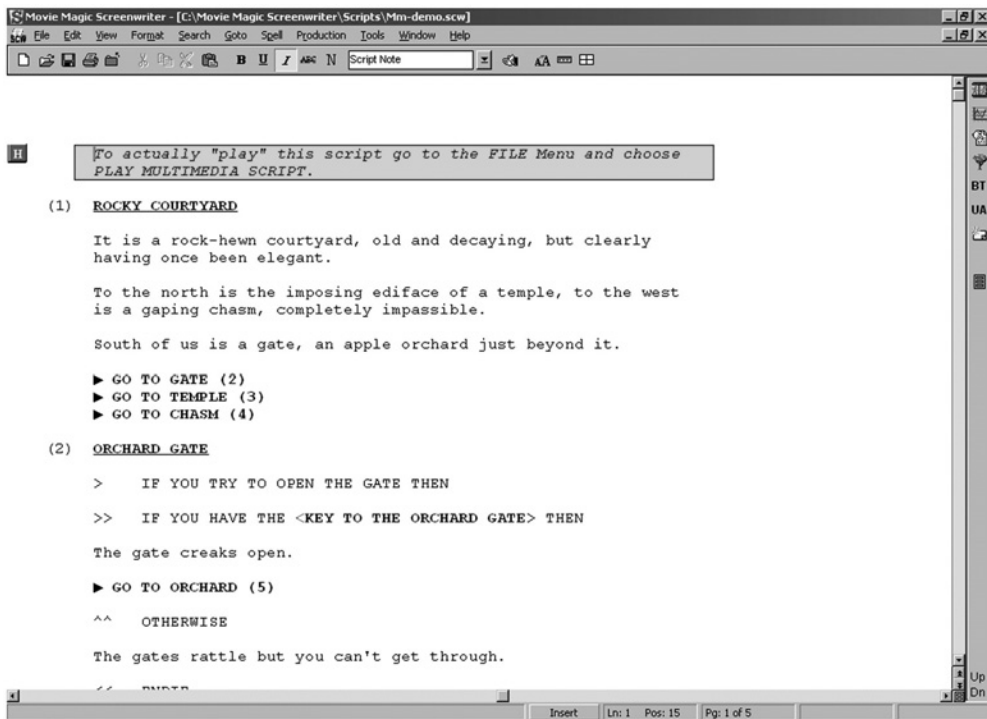 Movie Magic Screenwriter - [C:\Movie Magic Screenwriter\Scripts\Mm-demo.scw]
File Edit View Format Search Goto Spell Production Tools Window Help
B U I ABC N Script Note
H
To actually "play" this script go to the FILE Menu and choose
PLAY MULTIMEDIA SCRIPT.
(1) ROCKY COURTYARD
It is a rock-hewn courtyard, old and decaying, but clearly
having once been elegant.
To the north is the imposing ediface of a temple, to the west
is a gaping chasm, completely impassible.
South of us is a gate, an apple orchard just beyond it.
▶ GO TO GATE (2)
▶ GO TO TEMPLE (3)
▶ GO TO CHASM (4)
(2) ORCHARD GATE
> IF YOU TRY TO OPEN THE GATE THEN
>> IF YOU HAVE THE <KEY TO THE ORCHARD GATE> THEN
The gate creaks open.
▶ GO TO ORCHARD (5)
^^ OTHERWISE
The gates rattle but you can't get through.
BT
UA
Up
Dn
Insert Ln: 1 Pos: 15 Pg: 1 of 5